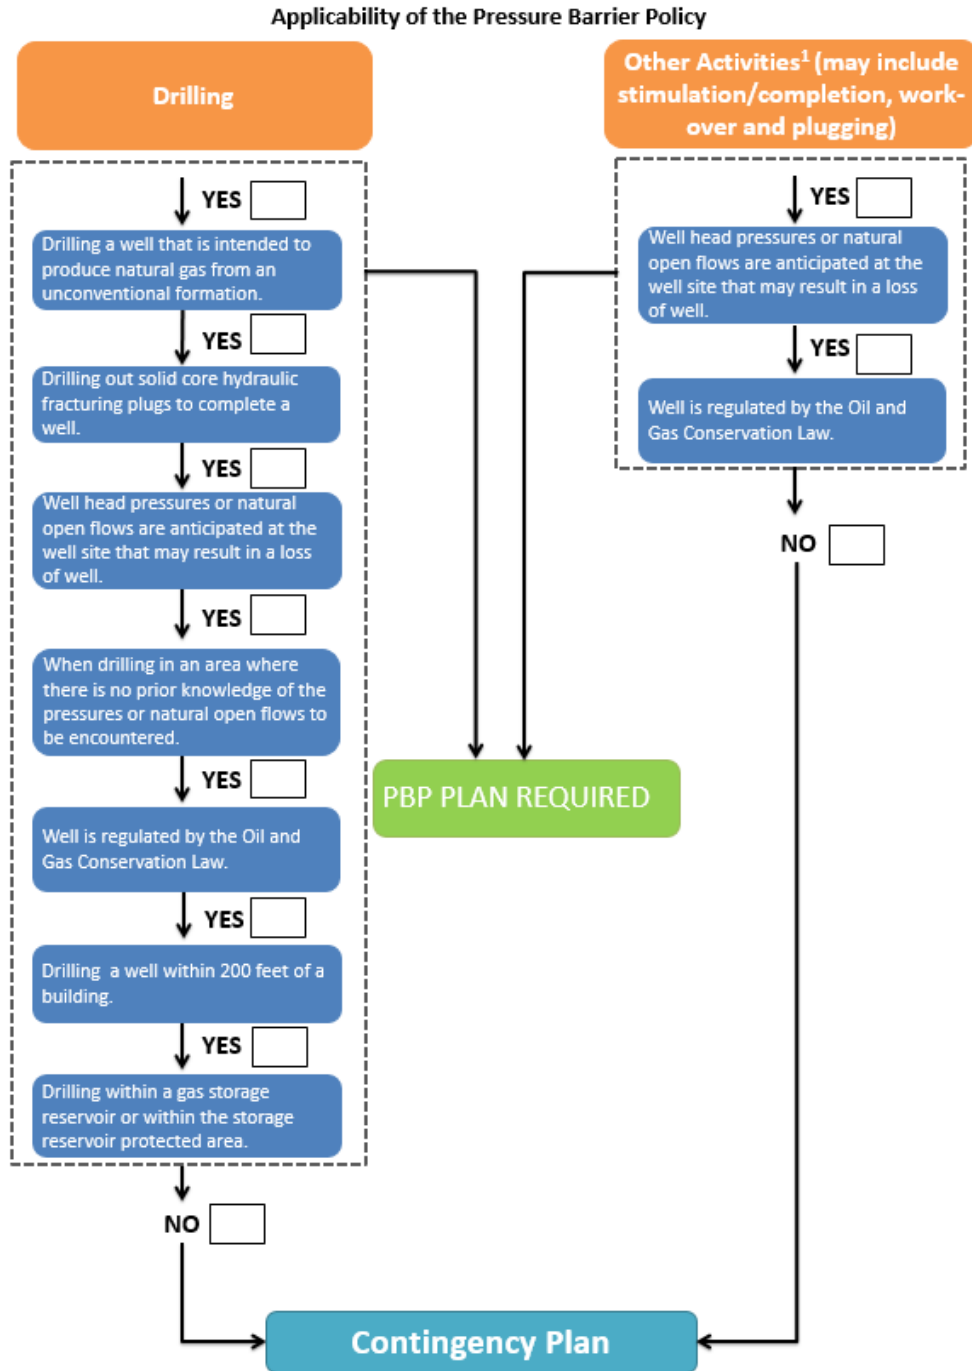 Applicability of the Pressure Barrier Policy
Drilling
YES
Drilling a well that is intended to
produce natural gas from an
unconventional formation.
YES
Drilling out solid core hydraulic
fracturing plugs to complete a
well.
YES
Well head pressures or natural
open flows are anticipated at the
well site that may result in a loss
of well.
YES
When drilling in an area where
there is no prior knowledge of the
pressures or natural open flows to
be encountered.
YES
Well is regulated by the Oil and
Gas Conservation Law.
YES
Drilling a well within 200 feet of a
building.
YES
Drilling within a gas storage
reservoir or within the storage
reservoir protected area.
NO
Other Activities¹ (may include
stimulation/completion, work-
over and plugging)
YES
Well head pressures or natural
open flows are anticipated at the
well site that may result in a loss
of well.
YES
Well is regulated by the Oil and
Gas Conservation Law.
NO
PBP PLAN REQUIRED
Contingency Plan